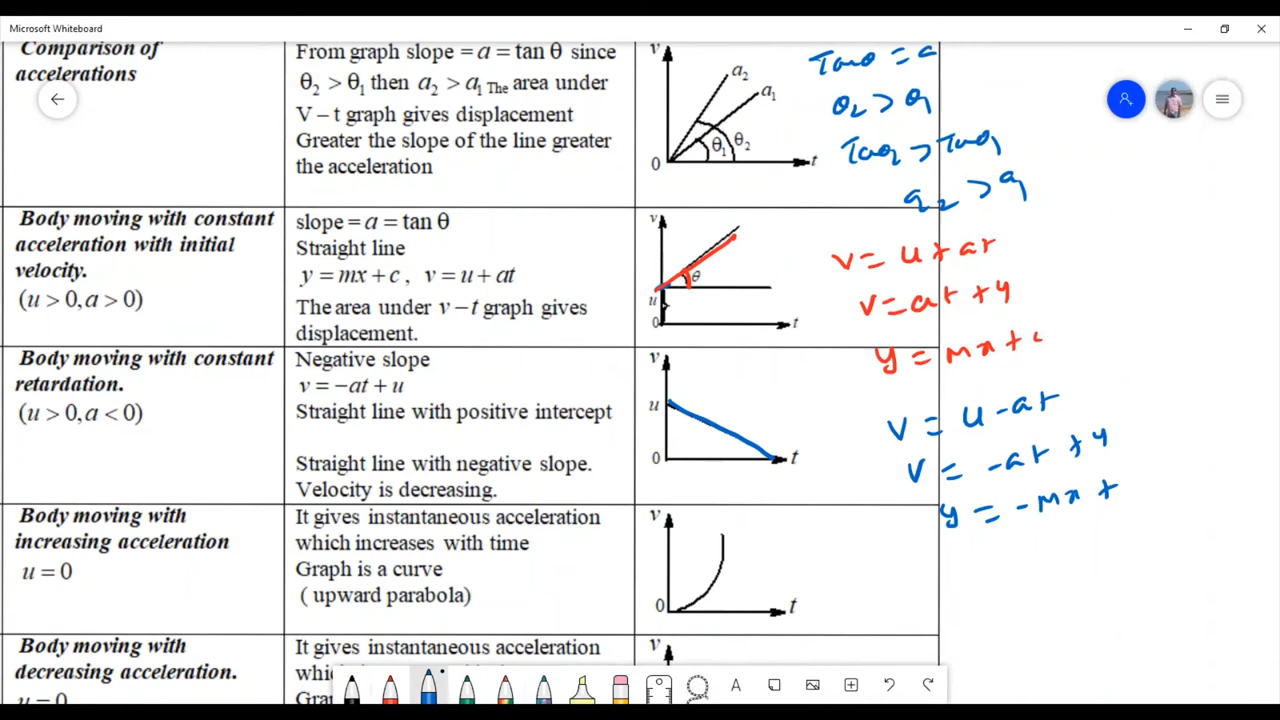 Microsoft Whiteboard
Comparison of
accelerations
From graph slope = a = tan θ since
θ₂ > θ₁ then a₂ > a₁ The area under
V – t graph gives displacement
Greater the slope of the line greater
the acceleration
v
a₂
a₁
θ₁
θ₂
0
t
Tanθ = a
θ₂ > θ₁
Tanθ₂ > Tanθ₁
a₂ > a₁
Body moving with constant
acceleration with initial
velocity.
(u > 0, a > 0)
slope = a = tan θ
Straight line
y = mx + c , v = u + at
The area under v – t graph gives
displacement.
v
θ
u
0
t
v = u + at
v = at + u
y = mx + c
Body moving with constant
retardation.
(u > 0, a < 0)
Negative slope
v = –at + u
Straight line with positive intercept
Straight line with negative slope.
Velocity is decreasing.
v
u
0
t
v = u - at
v = -at + u
y = -mx +
Body moving with
increasing acceleration
u = 0
It gives instantaneous acceleration
which increases with time
Graph is a curve
( upward parabola)
v
0
t
Body moving with
decreasing acceleration.
u = 0
It gives instantaneous acceleration
v